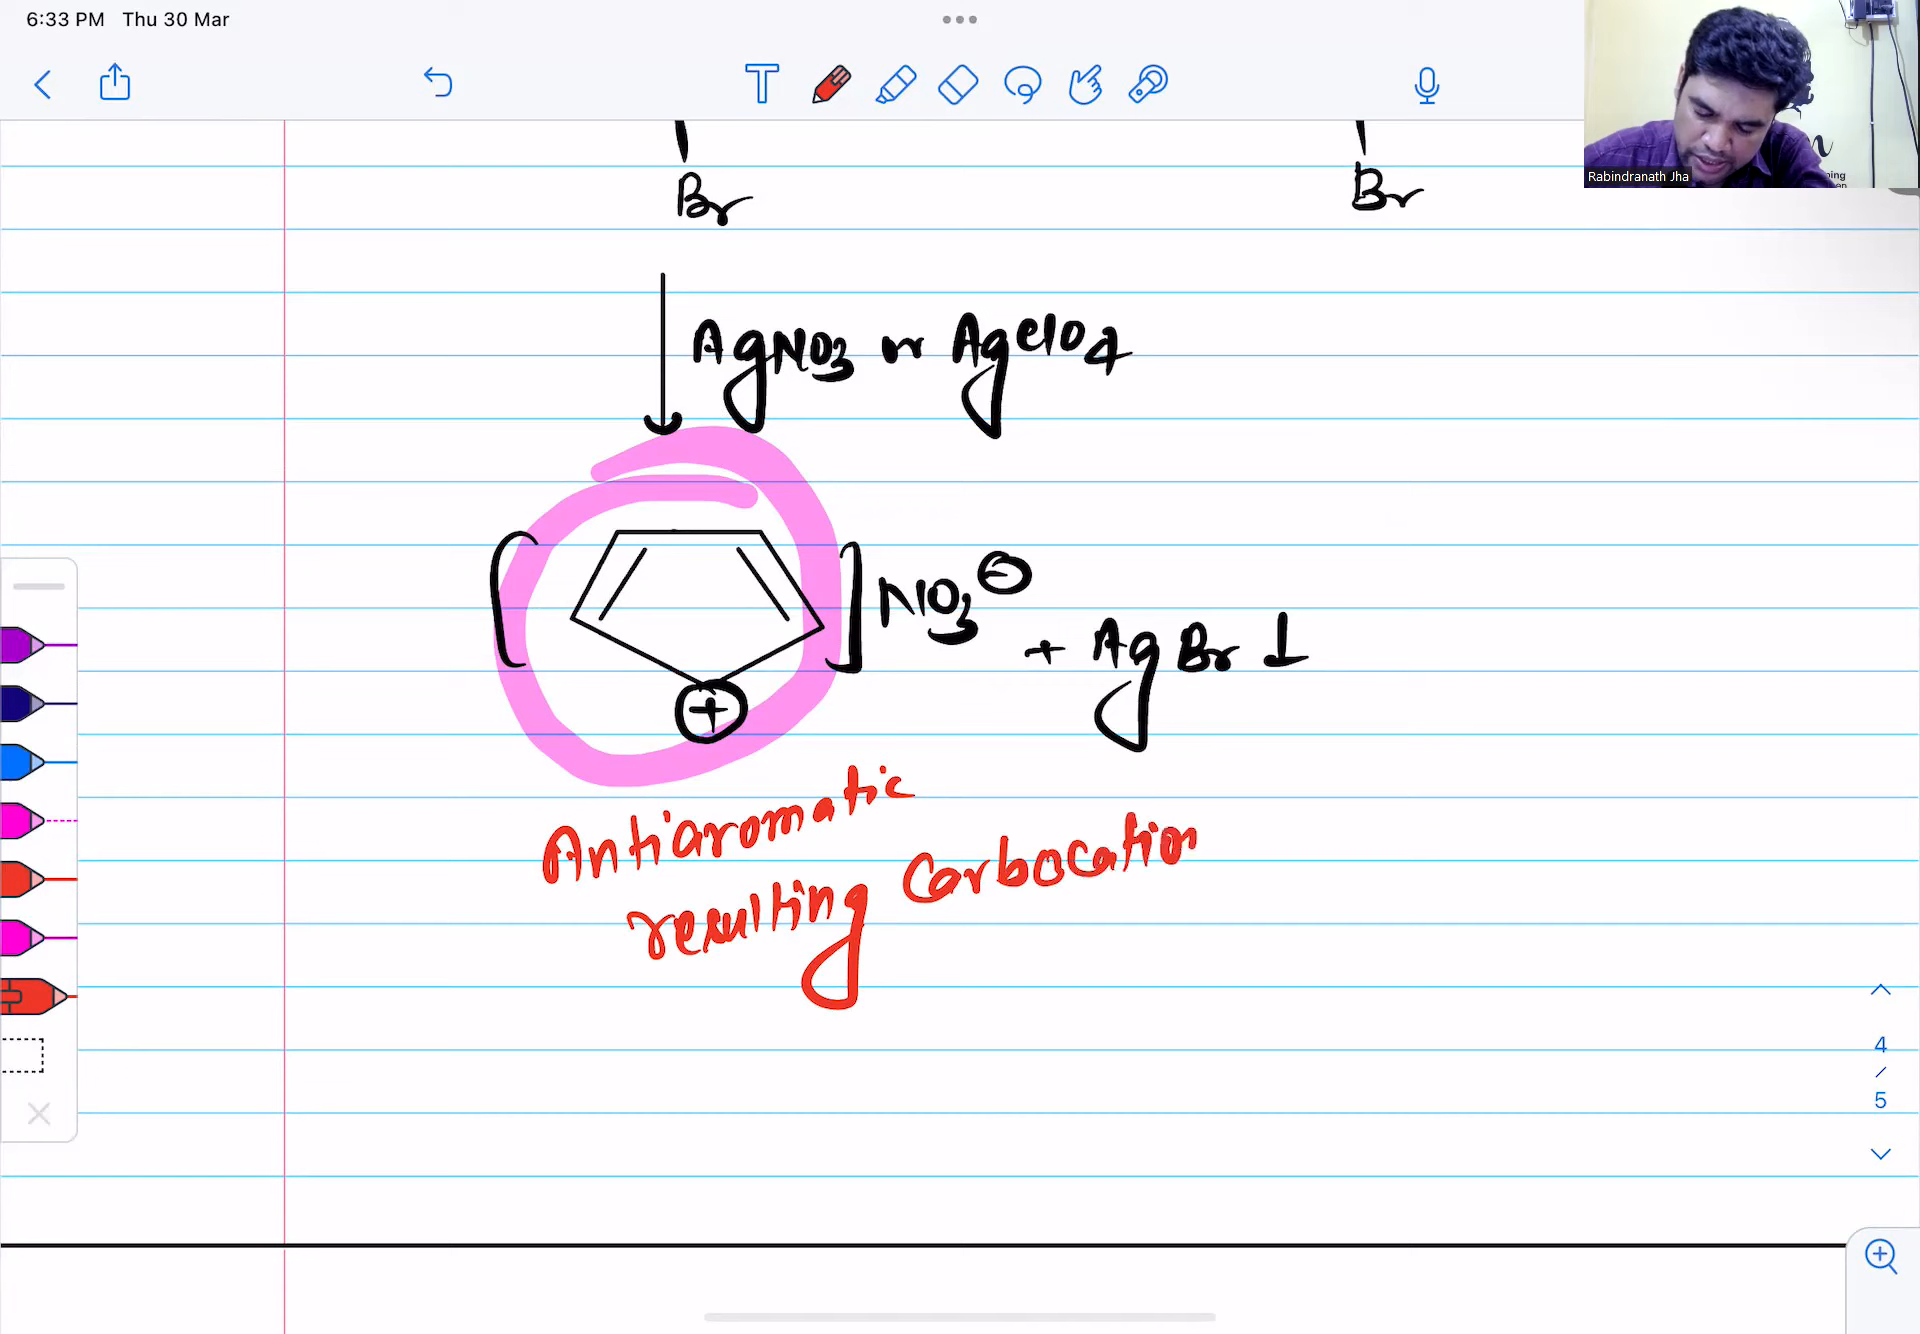 6:33 PM Thu 30 Mar
Rabindranath Jha
Br
Br
AgNO3 or AgClO4
[ + ] NO3 ⊖
+ AgBr ↓
Antiaromatic
resulting Carbocation
4
/
5